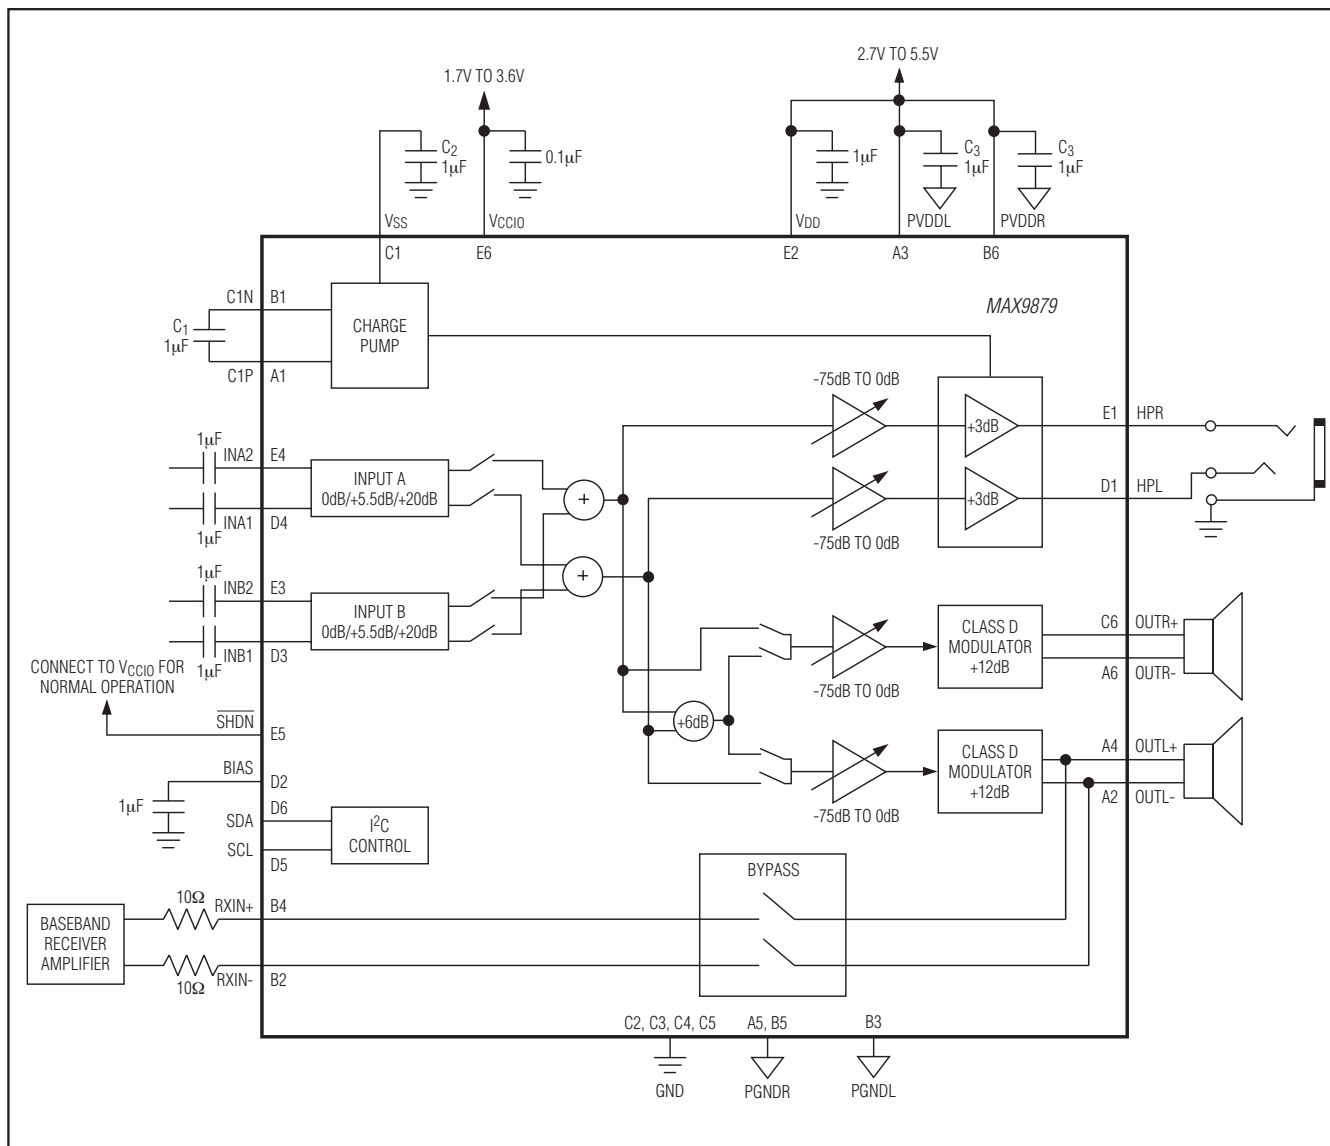 2.7V TO 5.5V
1.7V TO 3.6V
C2
1µF
0.1µF
1µF
C3
1µF
C3
1µF
VSS
VCCIO
VDD
PVDDL
PVDDR
C1
E6
E2
A3
B6
C1N
B1
MAX9879
C1
1µF
CHARGE
PUMP
C1P
A1
-75dB TO 0dB
+3dB
E1
HPR
1µF
INA2
E4
INPUT A
0dB/+5.5dB/+20dB
+
+3dB
D1
HPL
INA1
D4
1µF
-75dB TO 0dB
1µF
INB2
E3
+
INPUT B
0dB/+5.5dB/+20dB
INB1
D3
1µF
CLASS D
MODULATOR
+12dB
C6
OUTR+
A6
OUTR-
-75dB TO 0dB
CONNECT TO VCCIO FOR
NORMAL OPERATION
SHDN
E5
+6dB
BIAS
D2
1µF
CLASS D
MODULATOR
+12dB
A4
OUTL+
A2
OUTL-
-75dB TO 0dB
D6
SDA
I2C
CONTROL
SCL
D5
BYPASS
10Ω
RXIN+
B4
BASEBAND
RECEIVER
AMPLIFIER
10Ω
RXIN-
B2
C2, C3, C4, C5
A5, B5
B3
GND
PGNDR
PGNDL